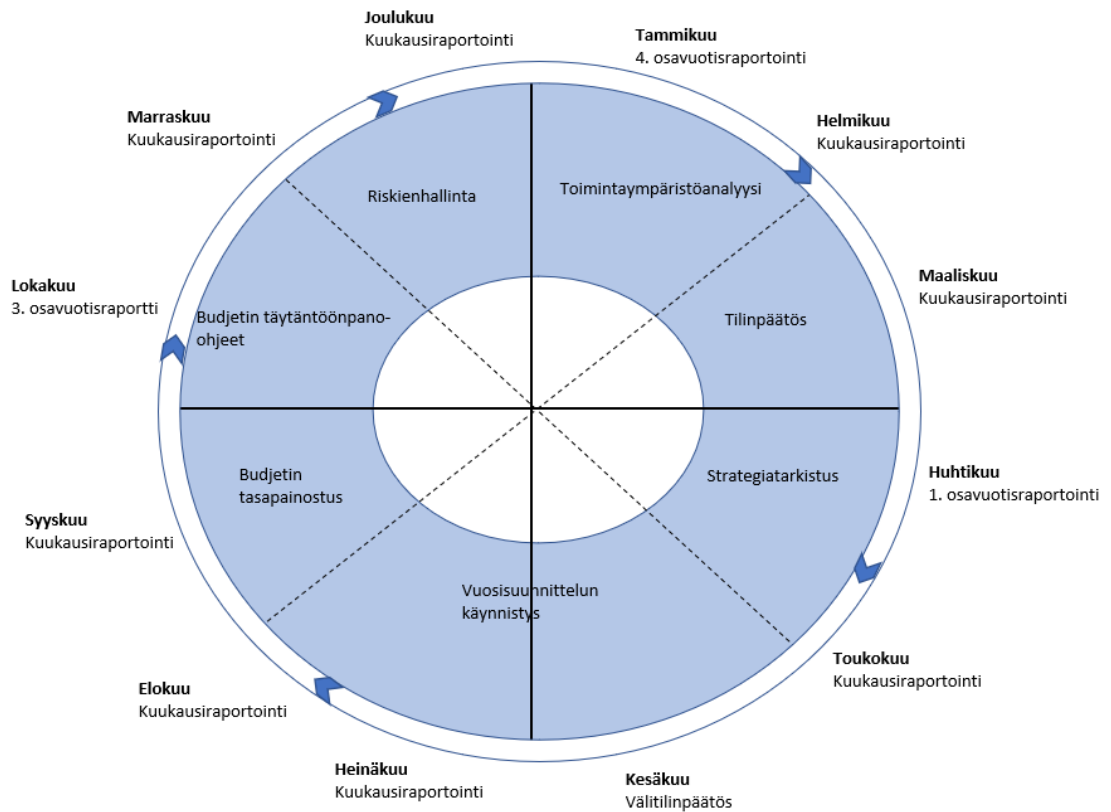 Joulukuu
Kuukausiraportointi
Tammikuu
4. osavuotisraportointi
Helmikuu
Kuukausiraportointi
Maaliskuu
Kuukausiraportointi
Huhtikuu
1. osavuotisraportointi
Toukokuu
Kuukausiraportointi
Kesäkuu
Välitilinpäätös
Heinäkuu
Kuukausiraportointi
Elokuu
Kuukausiraportointi
Syyskuu
Kuukausiraportointi
Lokakuu
3. osavuotisraportti
Marraskuu
Kuukausiraportointi
Toimintaympäristöanalyysi
Tilinpäätös
Strategiatarkistus
Vuosisuunnittelun
käynnistys
Budjetin
tasapainostus
Budjetin täytäntöönpano-
ohjeet
Riskienhallinta